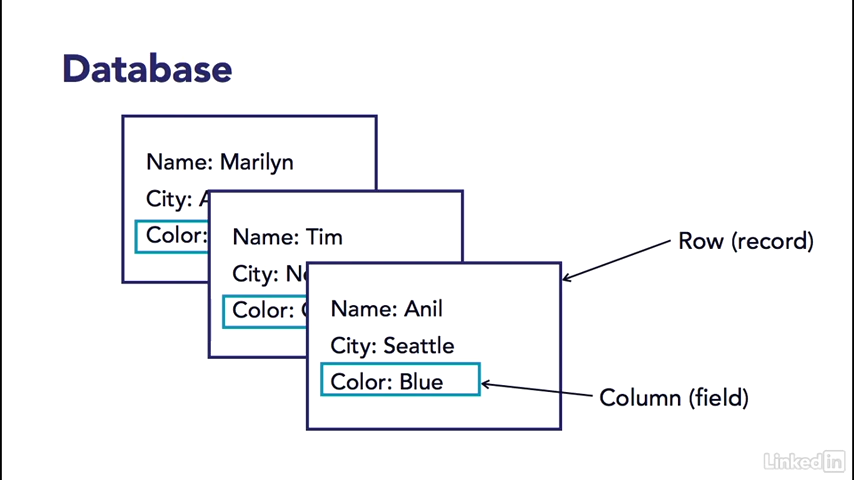 Database
Name: Marilyn
City:
Color:
Name: Tim
City:
Color:
Name: Anil
City: Seattle
Color: Blue
Row (record)
Column (field)
LinkedIn